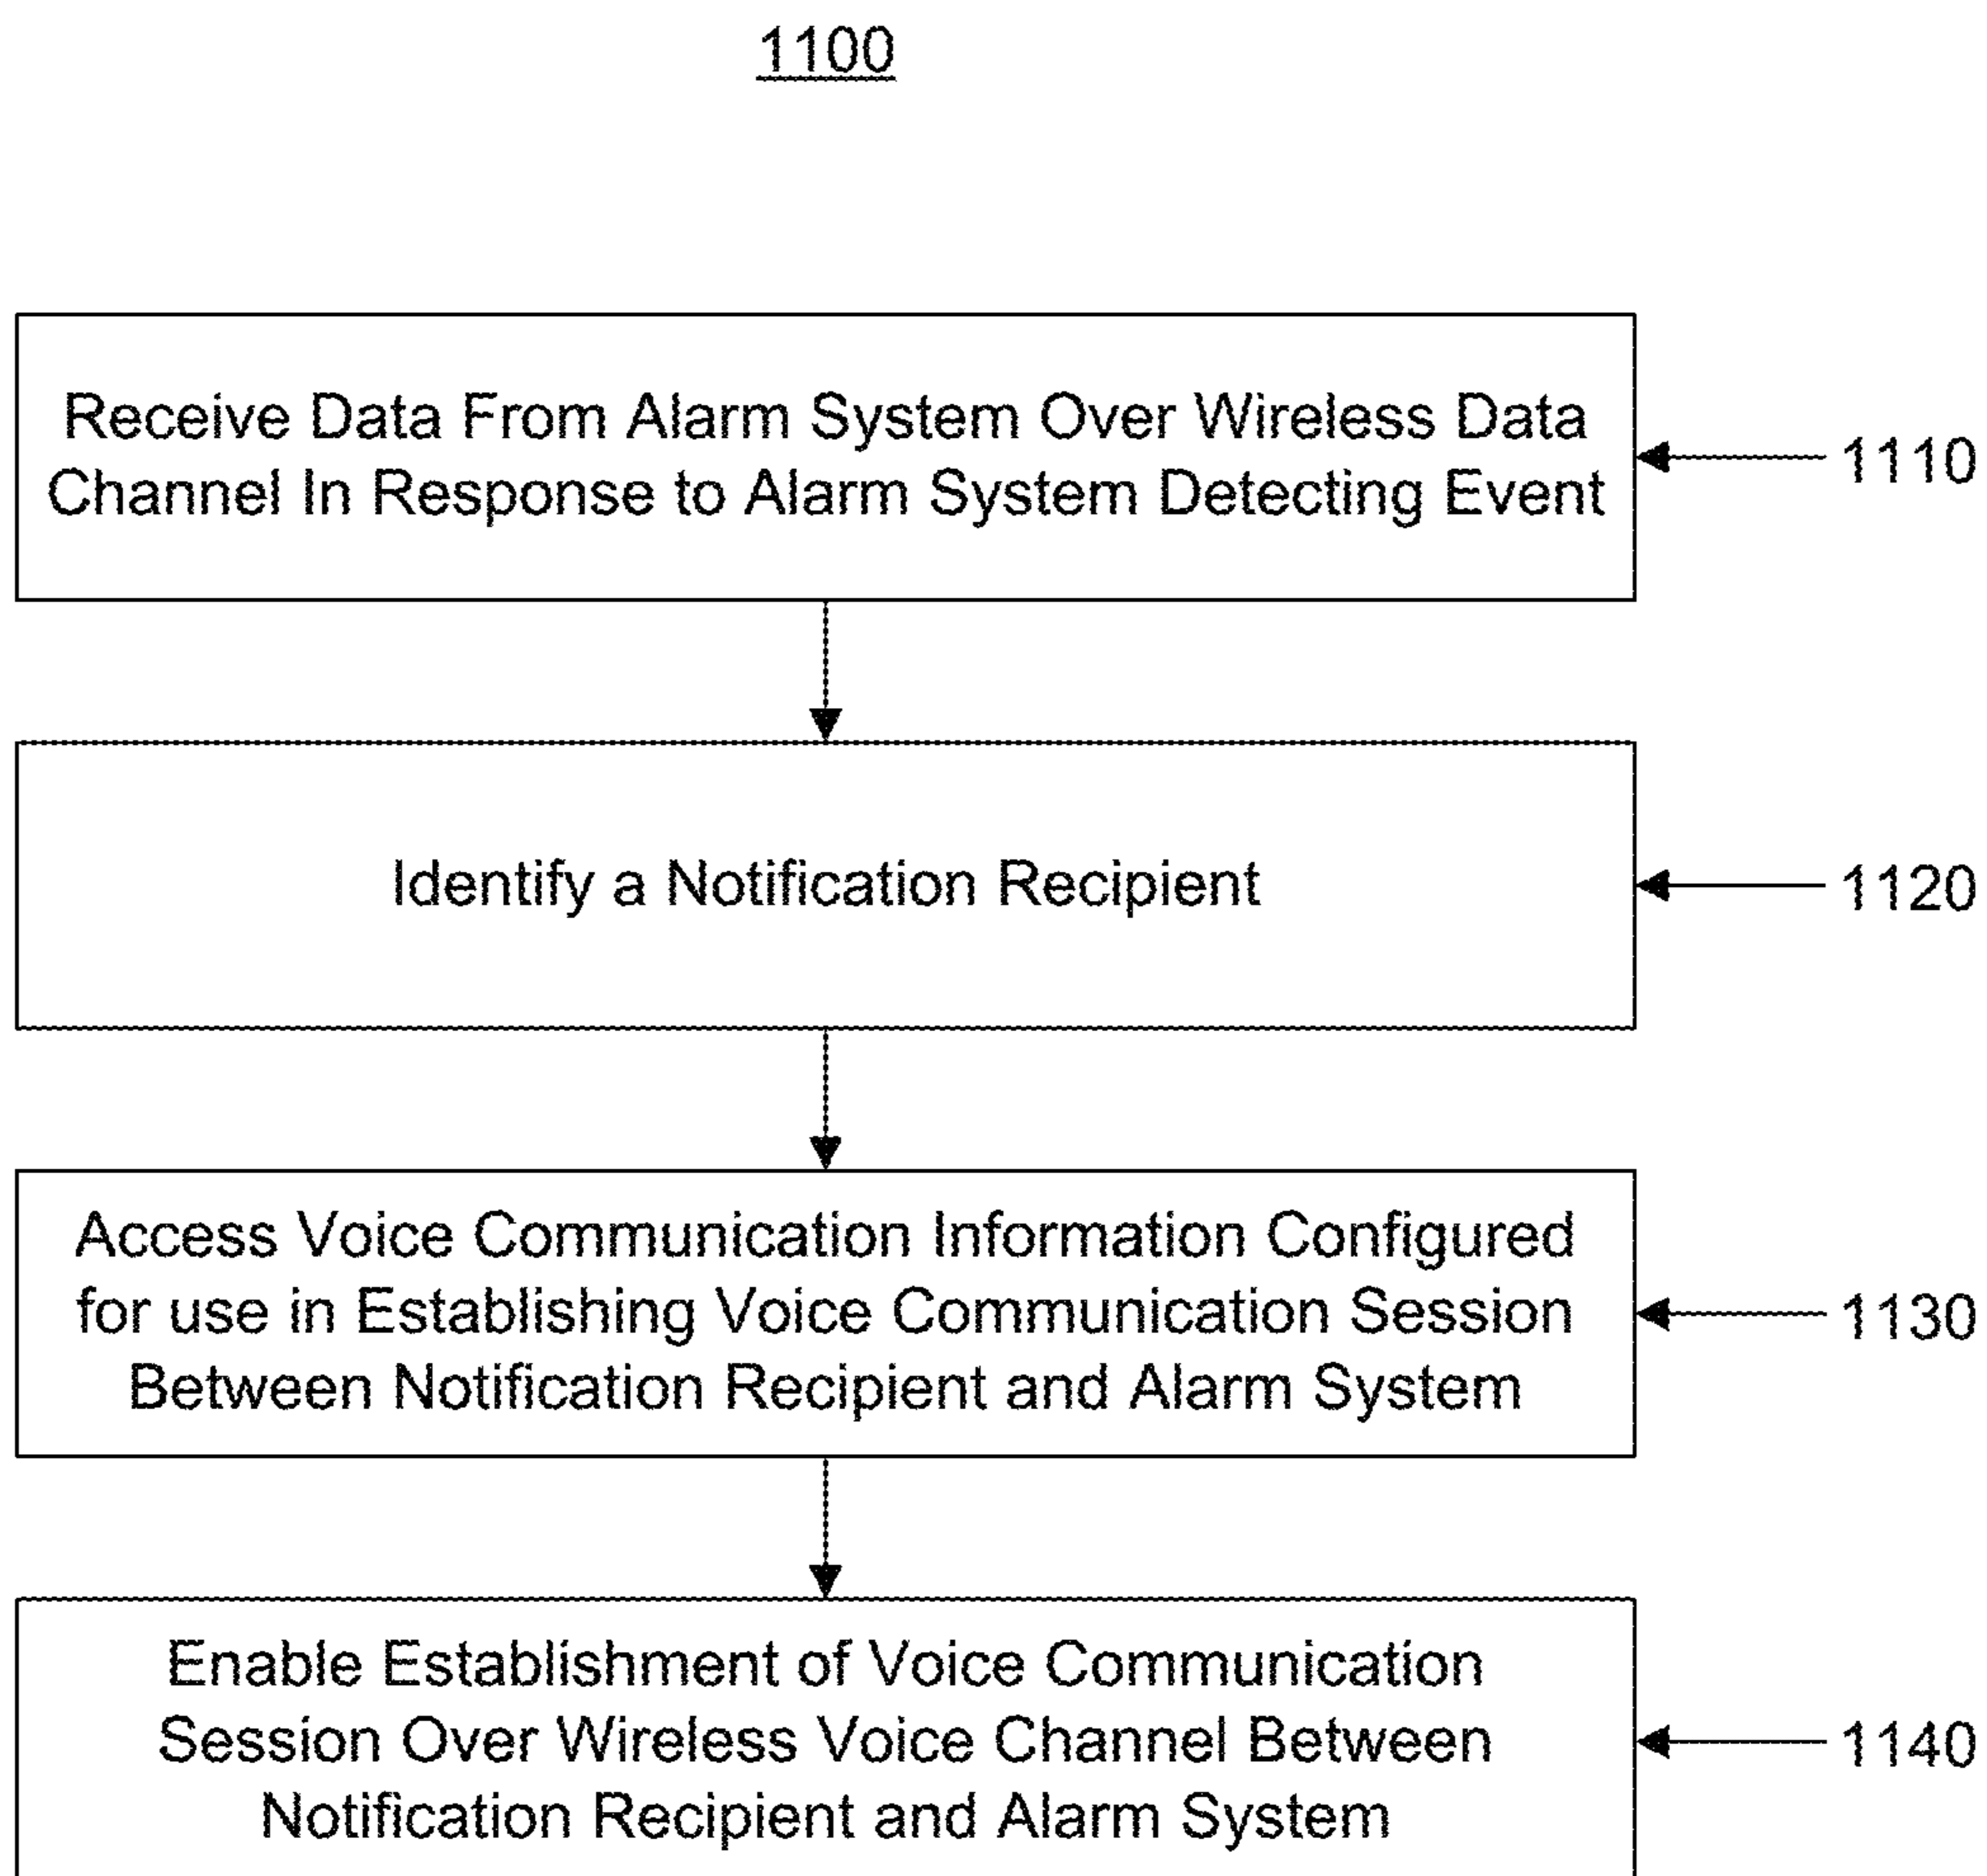 1100
Receive Data From Alarm System Over Wireless Data
Channel In Response to Alarm System Detecting Event
1110
Identify a Notification Recipient
1120
Access Voice Communication Information Configured
for use in Establishing Voice Communication Session
Between Notification Recipient and Alarm System
1130
Enable Establishment of Voice Communication
Session Over Wireless Voice Channel Between
Notification Recipient and Alarm System
1140